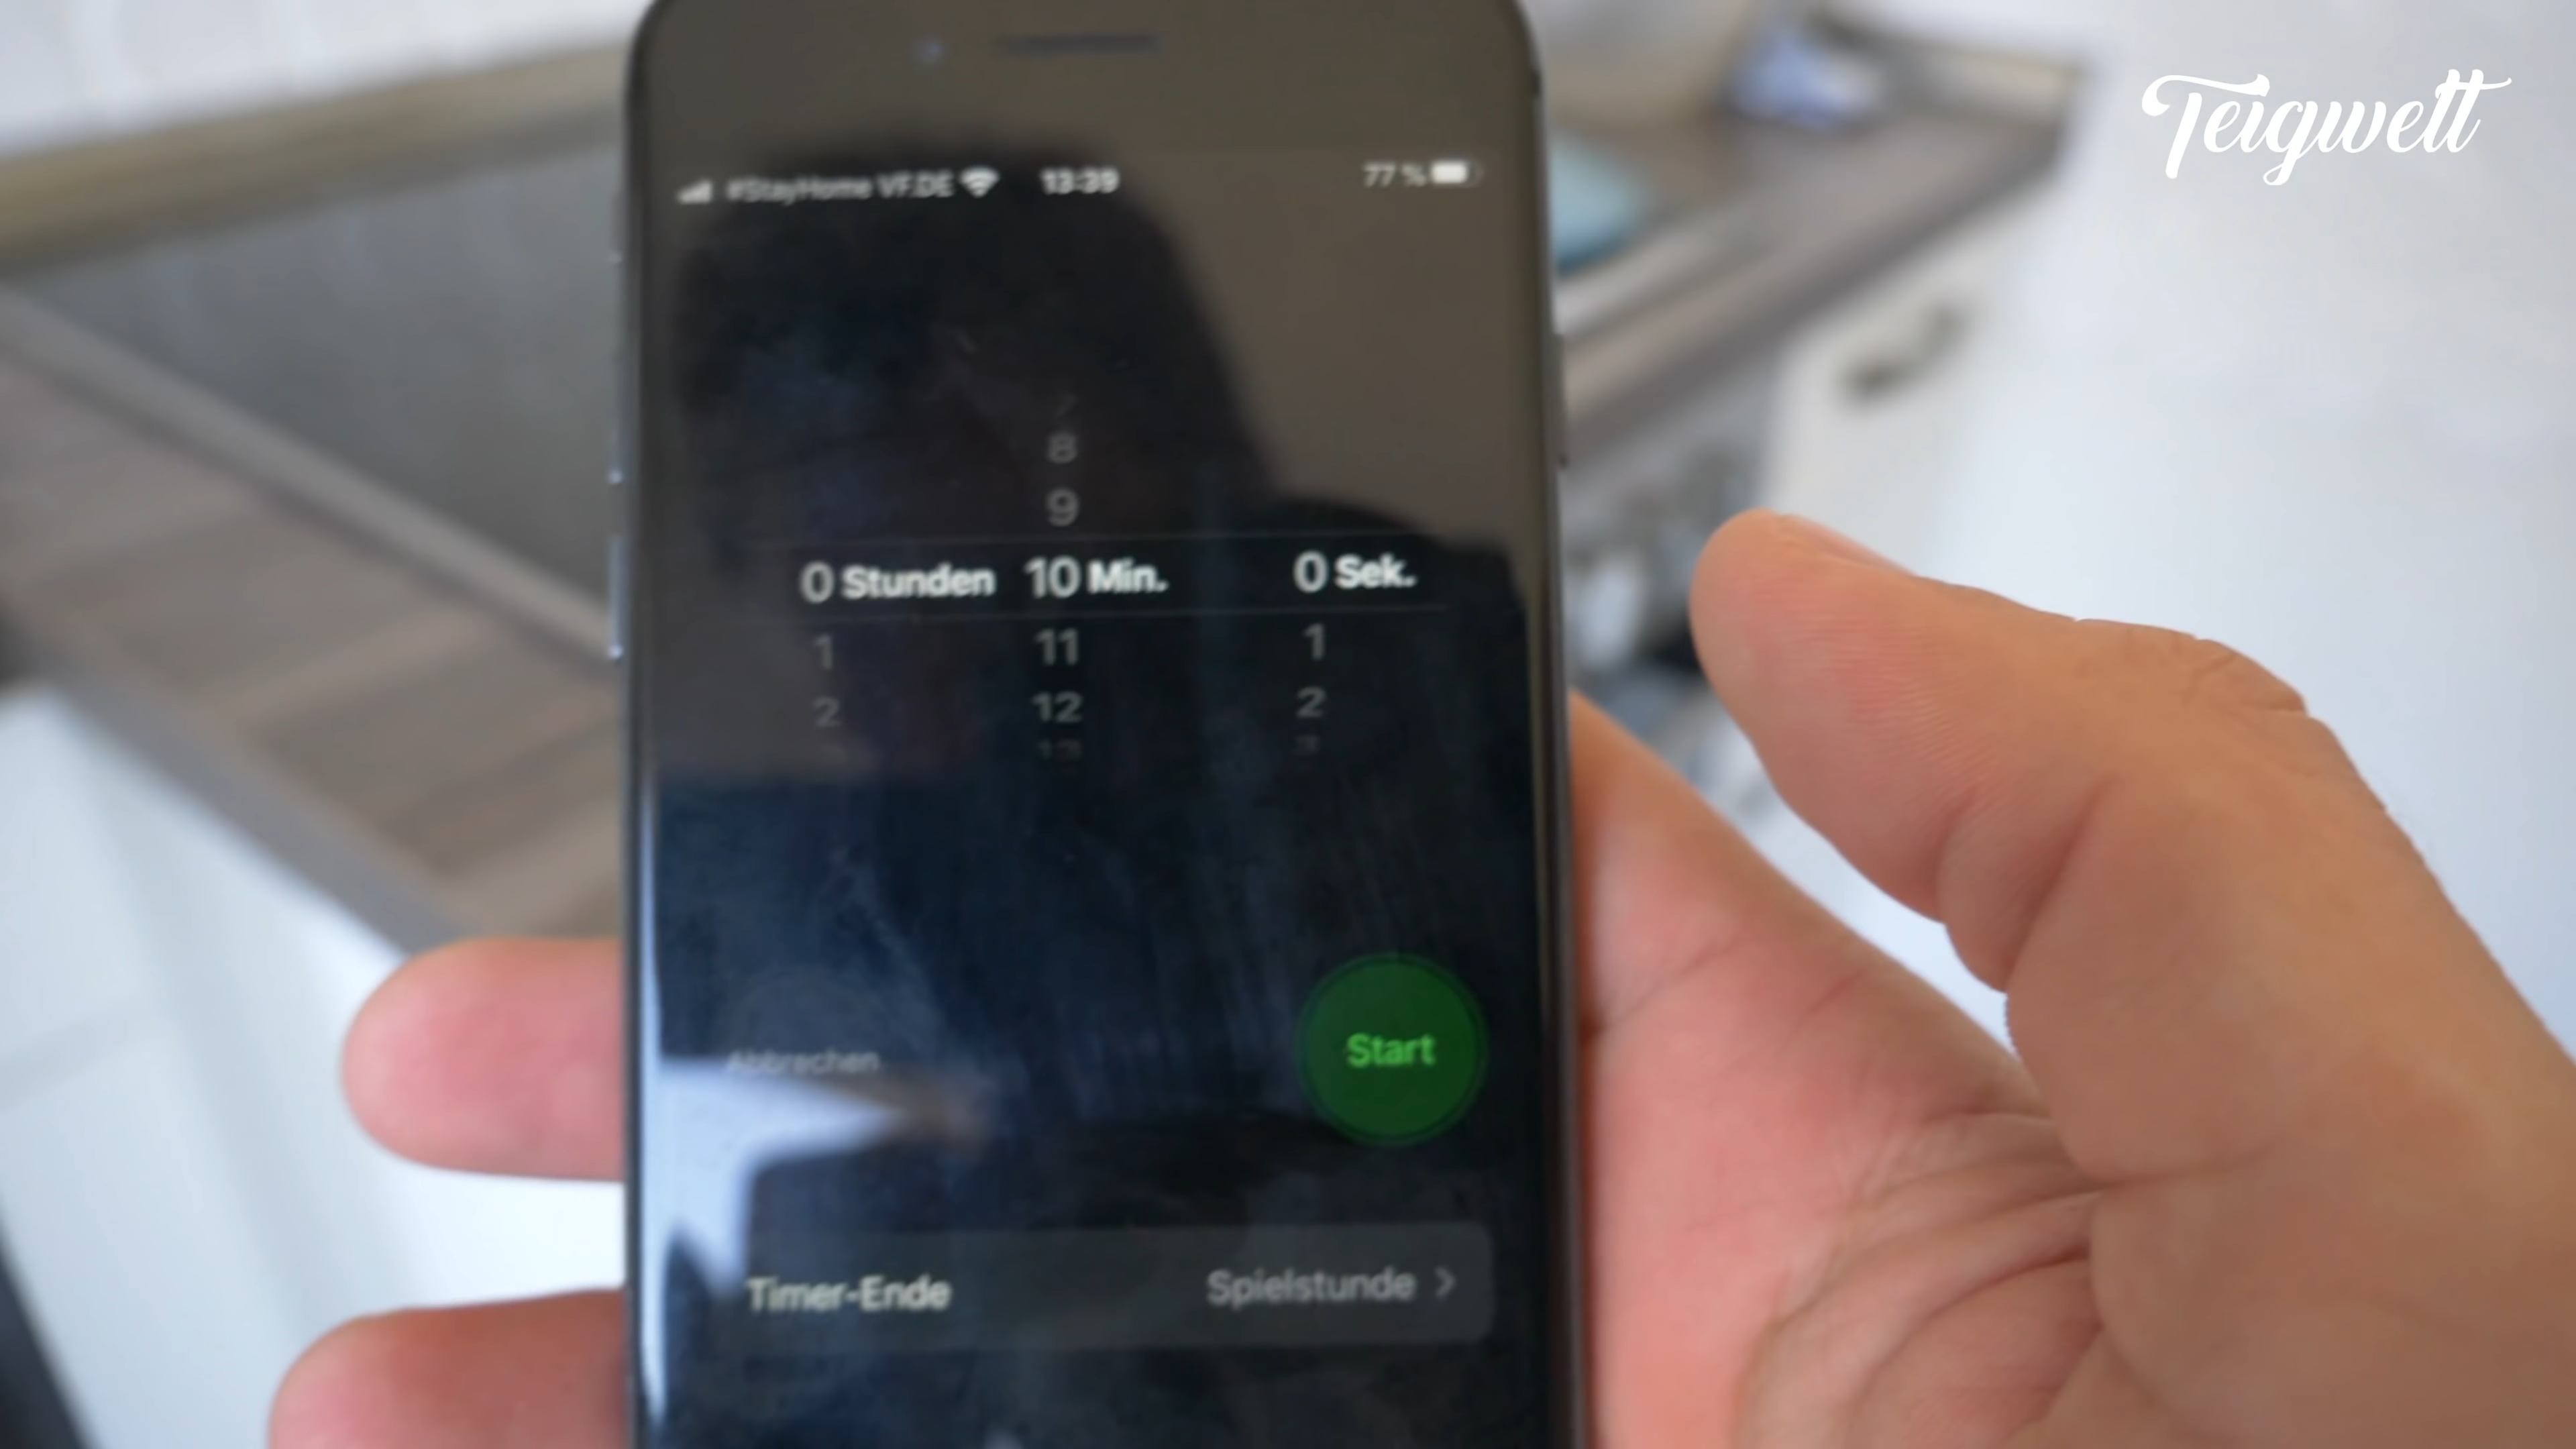 Teigwelt
#StayHome VF.DE 13:39 77 %
8
9
0 Stunden 10 Min. 0 Sek.
1 11 1
2 12 2
13
Abbrechen Start
Timer-Ende Spielstunde